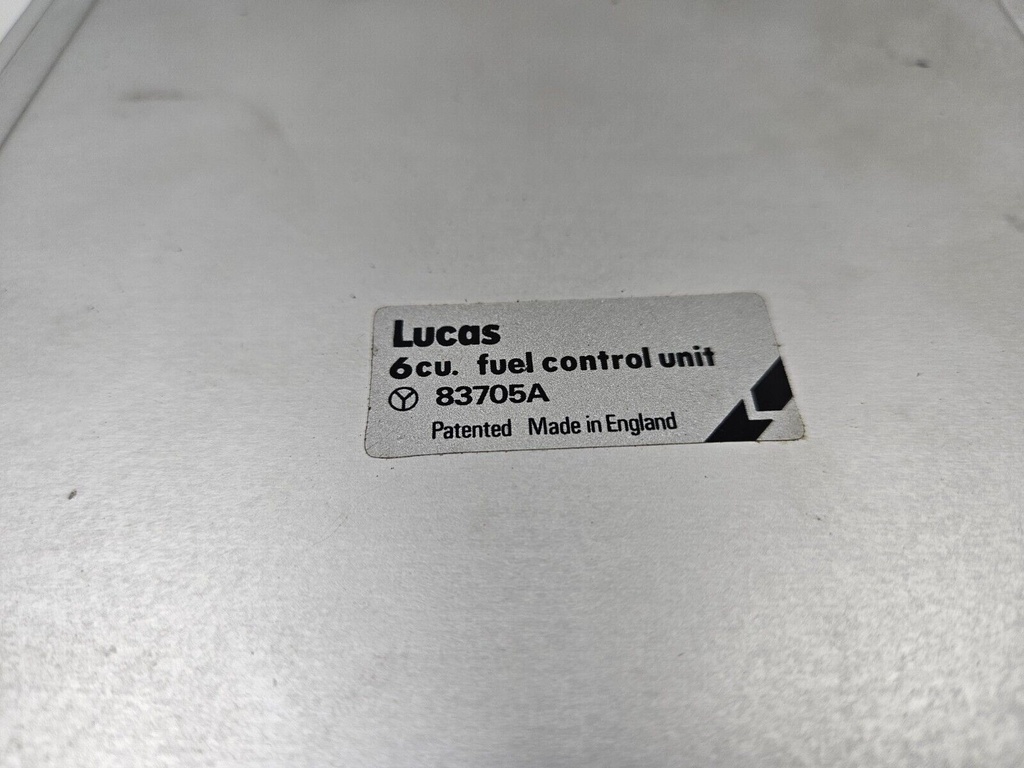 Lucas
6cu. fuel control unit
83705A
Patented Made in England